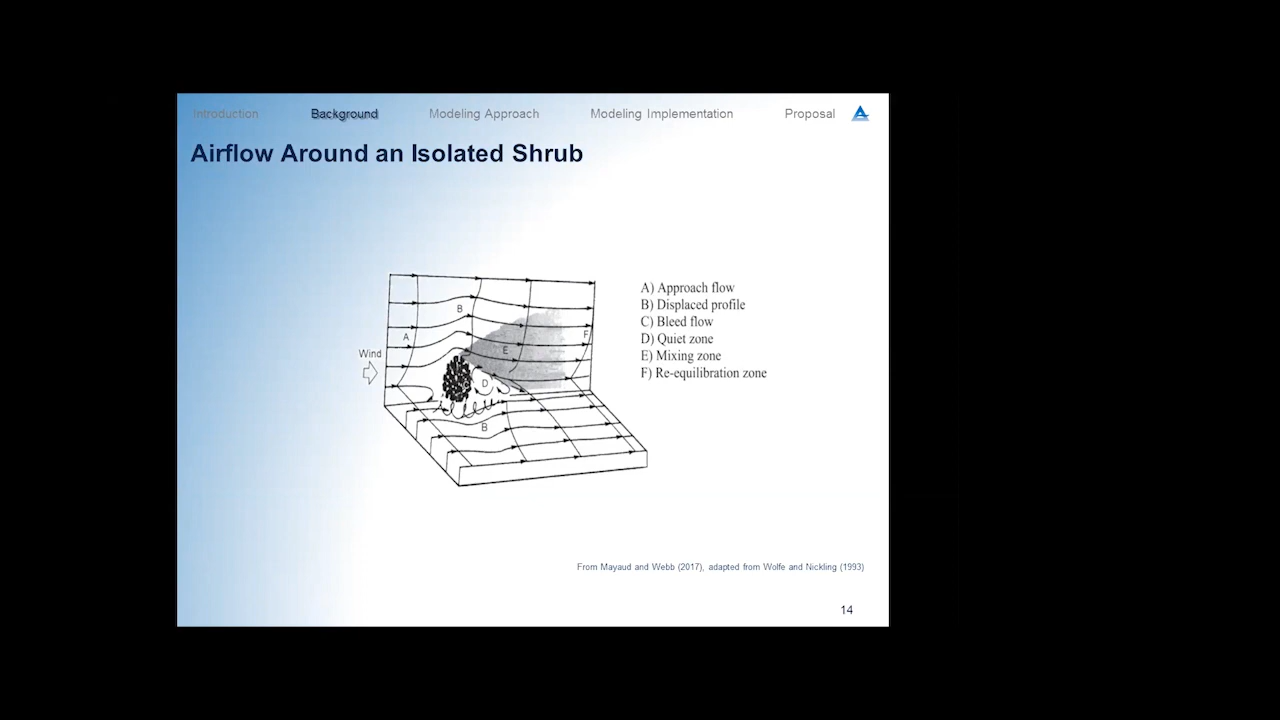 Introduction
Background
Modeling Approach
Modeling Implementation
Proposal
Airflow Around an Isolated Shrub
Wind
A
B
B
C
D
E
F
A) Approach flow
B) Displaced profile
C) Bleed flow
D) Quiet zone
E) Mixing zone
F) Re-equilibration zone
From Mayaud and Webb (2017), adapted from Wolfe and Nickling (1993)
14